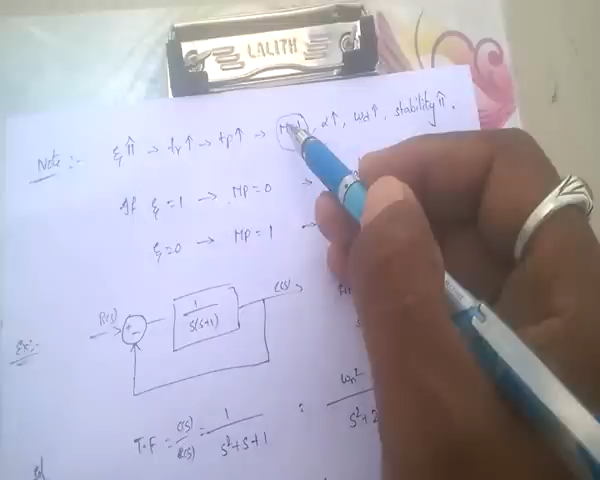 LALITH
Note :- ξ⇑ → tr↑ → tp↑ → α↑, ωd↑, stability⇑.
If ξ=1 → MP=0 →
ξ=0 → MP=1 →
R(s) + - 1/S(S+1) C(s)
Ex:-
T.F = C(s)/R(s) = 1/S²+S+1 = ωn²/S²+2